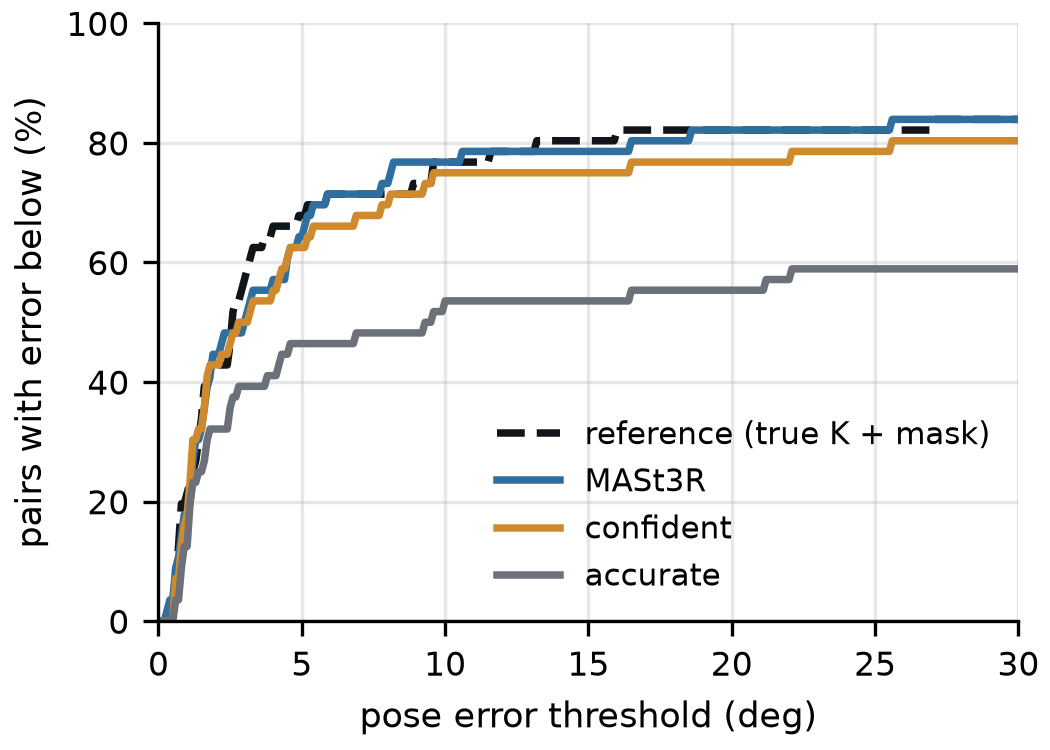 100
80
60
40
20
0
pairs with error below (%)
reference (true K + mask)
MASt3R
confident
accurate
0 5 10 15 20 25 30
pose error threshold (deg)